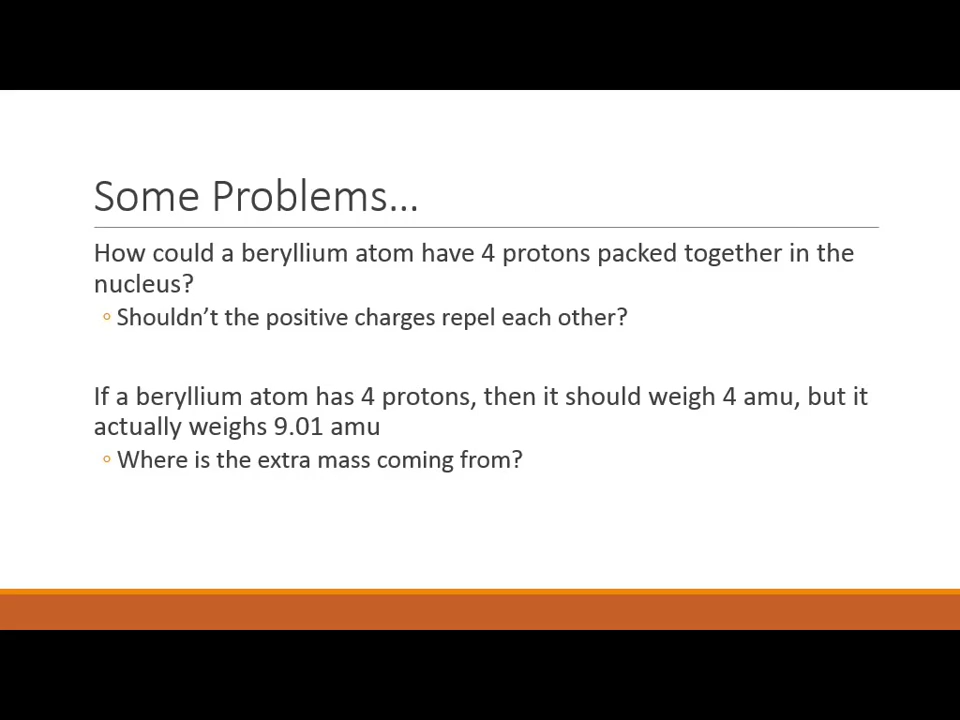 Some Problems...
How could a beryllium atom have 4 protons packed together in the
nucleus?
◦ Shouldn’t the positive charges repel each other?
If a beryllium atom has 4 protons, then it should weigh 4 amu, but it
actually weighs 9.01 amu
◦ Where is the extra mass coming from?